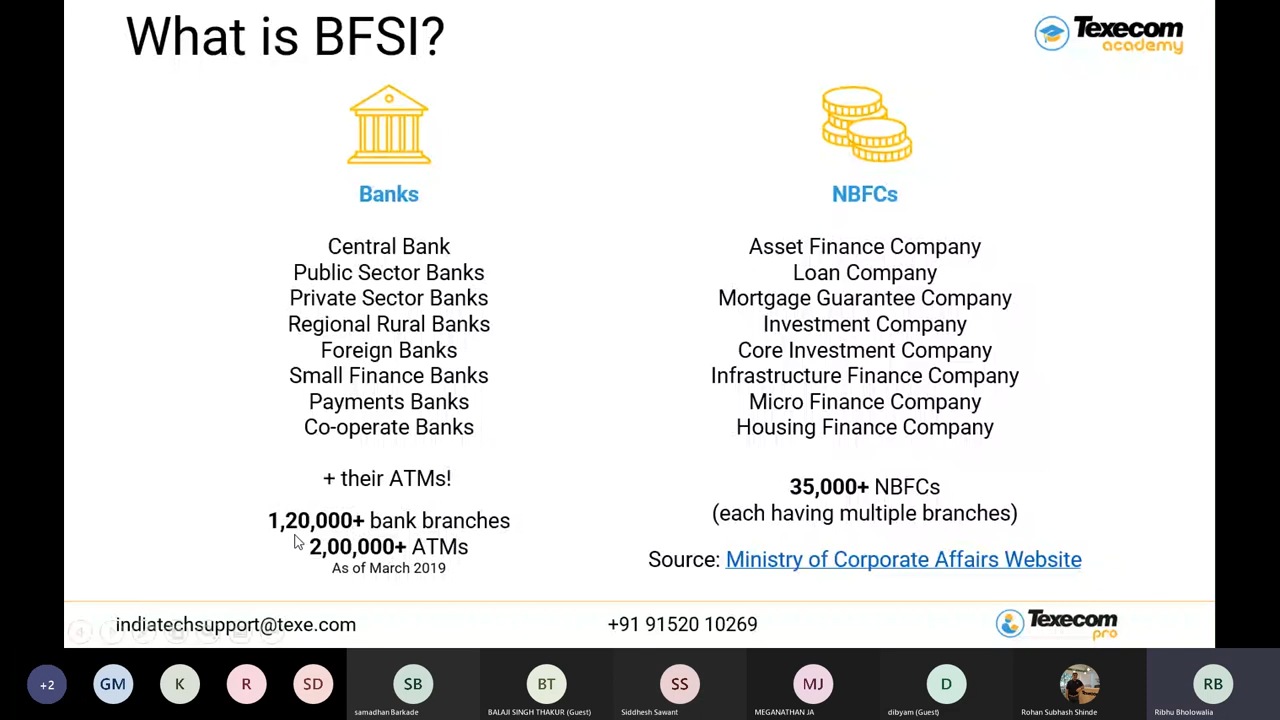 What is BFSI?
Texecom
academy
Banks
Central Bank
Public Sector Banks
Private Sector Banks
Regional Rural Banks
Foreign Banks
Small Finance Banks
Payments Banks
Co-operate Banks
+ their ATMs!
1,20,000+ bank branches
2,00,000+ ATMs
As of March 2019
NBFCs
Asset Finance Company
Loan Company
Mortgage Guarantee Company
Investment Company
Core Investment Company
Infrastructure Finance Company
Micro Finance Company
Housing Finance Company
35,000+ NBFCs
(each having multiple branches)
Source: Ministry of Corporate Affairs Website
indiatechsupport@texe.com
+91 91520 10269
Texecom
pro
+2
GM
K
R
SD
SB
samadhan Barkade
BT
BALAJI SINGH THAKUR (Guest)
SS
Siddhesh Sawant
MJ
MEGANATHAN JA
D
dibyam (Guest)
Rohan Subhash Shinde
RB
Ribhu Bholowalia